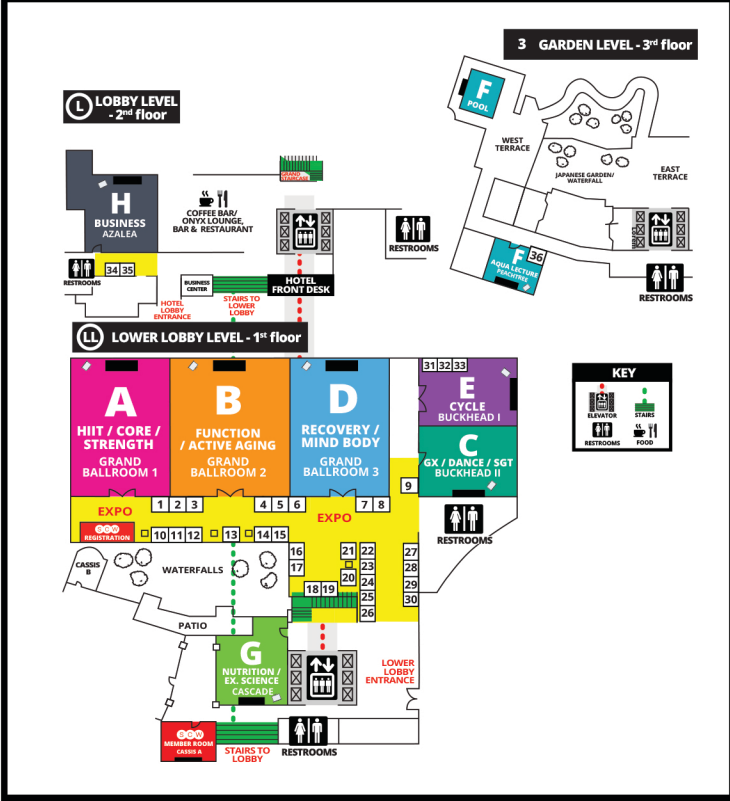 3 GARDEN LEVEL - 3rd floor
F
POOL
WEST
TERRACE
JAPANESE GARDEN/
WATERFALL
EAST
TERRACE
F
36
AQUA LECTURE
PEACHTREE
RESTROOMS
L
LOBBY LEVEL
- 2nd floor
GRAND
STAIRCASE
H
BUSINESS
AZALEA
COFFEE BAR/
ONYX LOUNGE,
BAR & RESTAURANT
RESTROOMS
RESTROOMS
34 35
BUSINESS
CENTER
HOTEL
FRONT DESK
HOTEL
LOBBY
ENTRANCE
STAIRS TO
LOWER
LOBBY
LL LOWER LOBBY LEVEL - 1st floor
A
HIIT / CORE /
STRENGTH
GRAND
BALLROOM 1
B
FUNCTION
/ ACTIVE AGING
GRAND
BALLROOM 2
D
RECOVERY /
MIND BODY
GRAND
BALLROOM 3
31 32 33
E
CYCLE
BUCKHEAD I
C
GX / DANCE / SGT
BUCKHEAD II
KEY
ELEVATOR
STAIRS
RESTROOMS
FOOD
9
1 2 3
4 5 6
7 8
EXPO
EXPO
SCW
REGISTRATION
10 11 12
13
14 15
RESTROOMS
CASSIS
B
WATERFALLS
16
17
18 19
21
20
22
23
24
25
26
27
28
29
30
PATIO
G
NUTRITION /
EX. SCIENCE
CASCADE
LOWER
LOBBY
ENTRANCE
SCW
MEMBER ROOM
CASSIS A
STAIRS TO
LOBBY
RESTROOMS